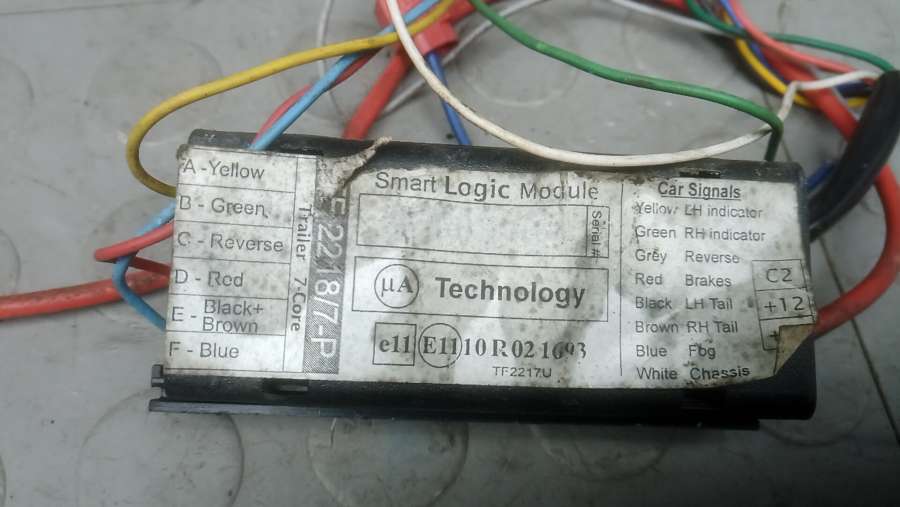 A - Yellow
B - Green
C - Reverse
D - Red
E - Black+
Brown
F - Blue
Trailer 7 Core
2218/7-P
Smart Logic Module
Serial #
µA Technology
e11 E11 10 R 02 1693
TF2217U
Car Signals
Yellow LH indicator
Green RH indicator
Grey Reverse
Red Brakes
Black LH Tail
Brown RH Tail
Blue Fog
White Chassis
C2
+12